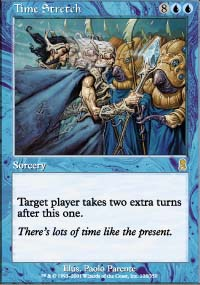 Time Stretch 8
Sorcery
Target player takes two extra turns
after this one.
There's lots of time like the present.
Illus. Paolo Parente